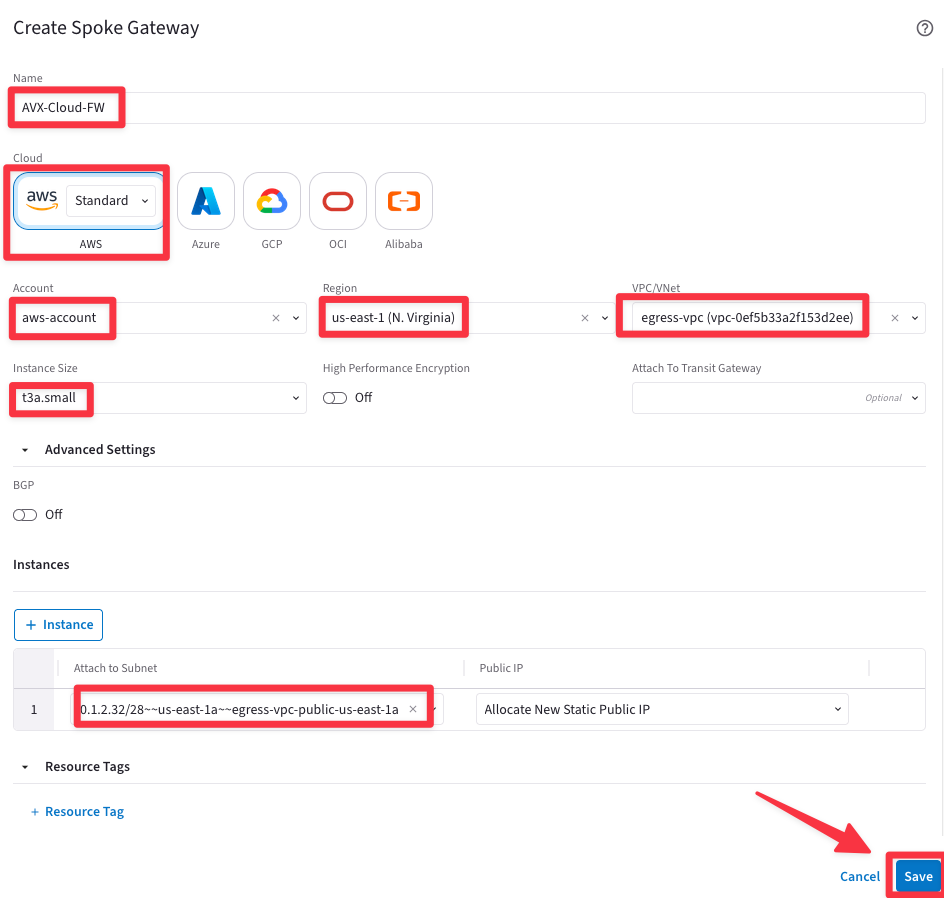 Create Spoke Gateway
Name
AVX-Cloud-FW
Cloud
aws Standard
AWS Azure GCP OCI Alibaba
Account Region VPC/VNet
aws-account us-east-1 (N. Virginia) egress-vpc (vpc-0ef5b33a2f153d2ee)
Instance Size High Performance Encryption Attach To Transit Gateway
t3a.small Off Optional
Advanced Settings
BGP
Off
Instances
+ Instance
Attach to Subnet Public IP
1 0.1.2.32/28~~us-east-1a~~egress-vpc-public-us-east-1a Allocate New Static Public IP
Resource Tags
+ Resource Tag
Cancel Save